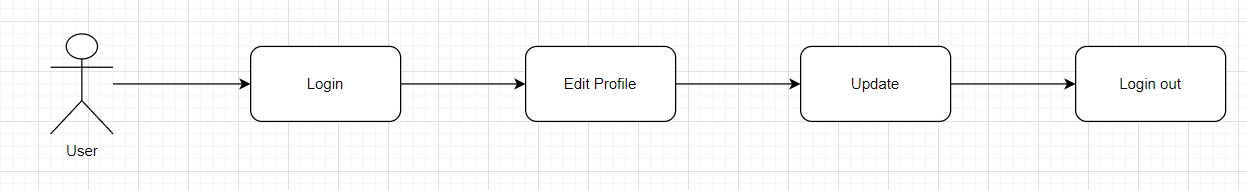 Login
Edit Profile
Update
Login out
User